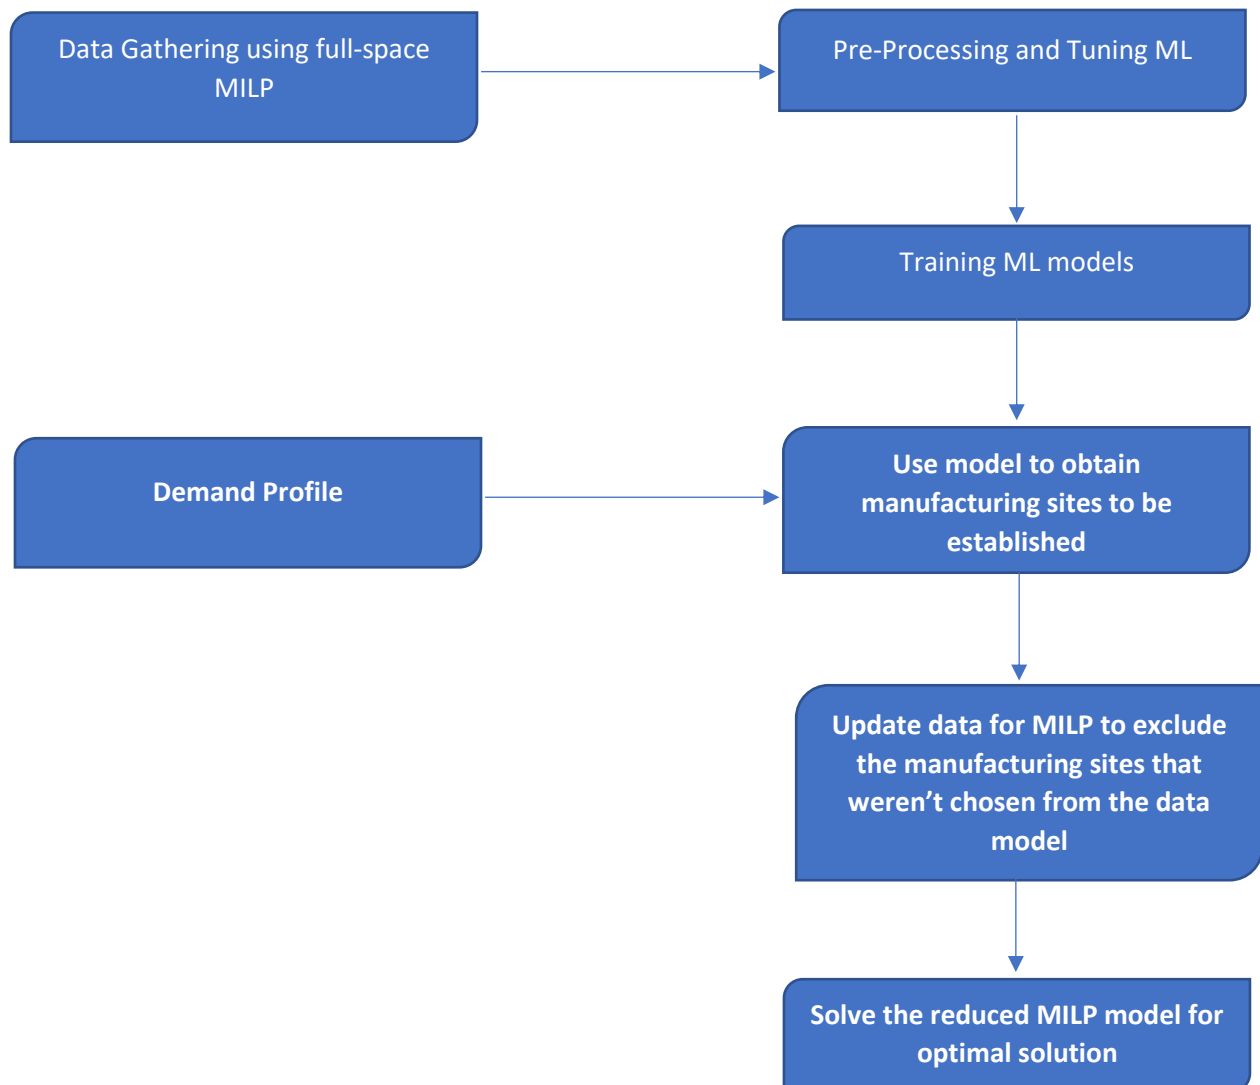 Data Gathering using full-space
MILP
Pre-Processing and Tuning ML
Training ML models
Demand Profile
Use model to obtain
manufacturing sites to be
established
Update data for MILP to exclude
the manufacturing sites that
weren’t chosen from the data
model
Solve the reduced MILP model for
optimal solution